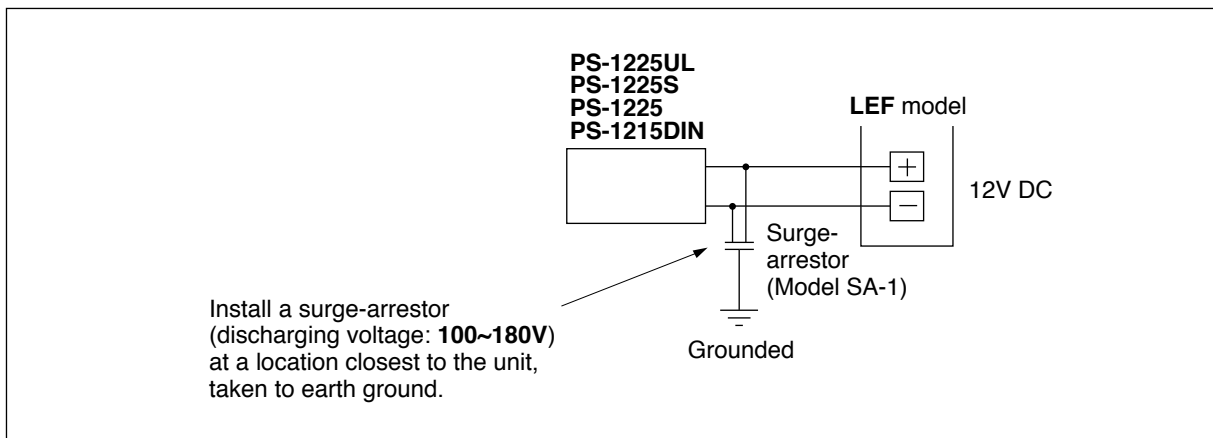 PS-1225UL
PS-1225S
PS-1225
PS-1215DIN
LEF model
+
−
12V DC
Surge-
arrestor
(Model SA-1)
Grounded
Install a surge-arrestor
(discharging voltage: 100~180V)
at a location closest to the unit,
taken to earth ground.